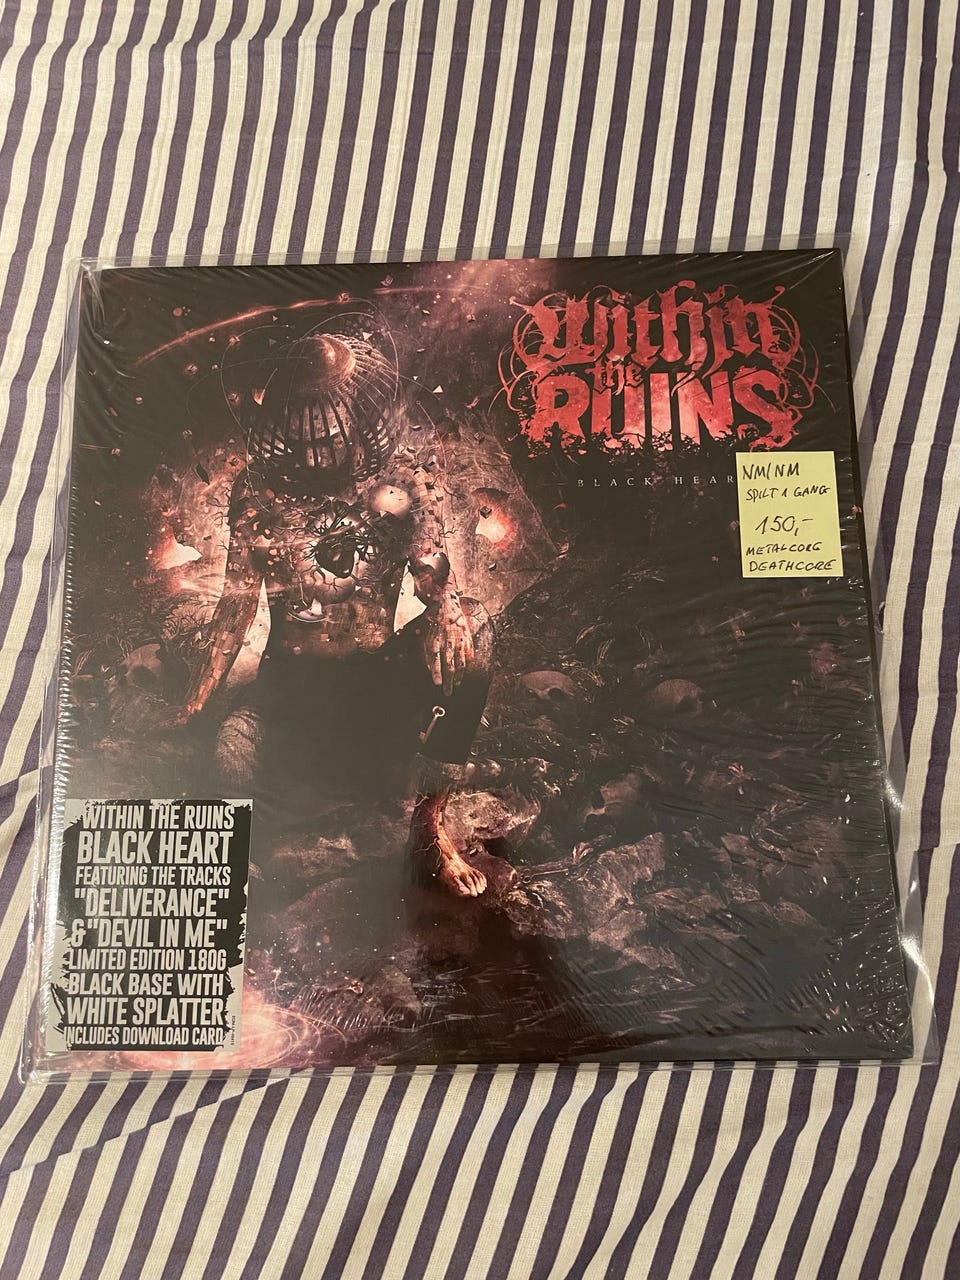 Within
the
RUINS
BLACK HEAR
NM/NM
SPILT 1 GANG
150,-
METALCORE
DEATHCORE
WITHIN THE RUINS
BLACK HEART
FEATURING THE TRACKS
"DELIVERANCE"
&"DEVIL IN ME"
LIMITED EDITION 180G
BLACK BASE WITH
WHITE SPLATTER
INCLUDES DOWNLOAD CARD